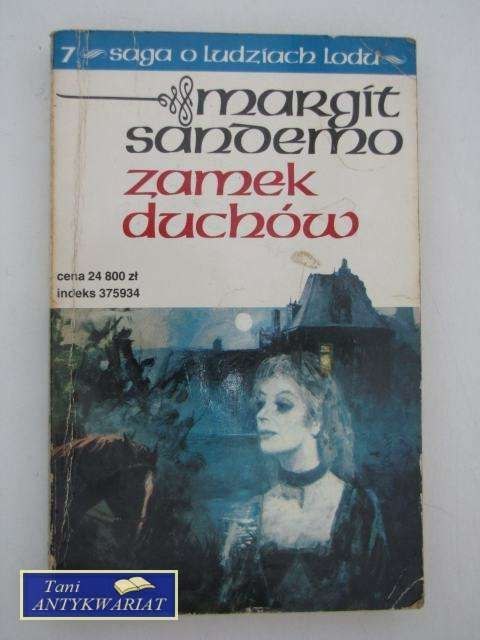 7 saga o ludziach lodu
margit
sandemo
zamek
duchów
cena 24 800 zł
indeks 375934
Tani
ANTYKWARIAT